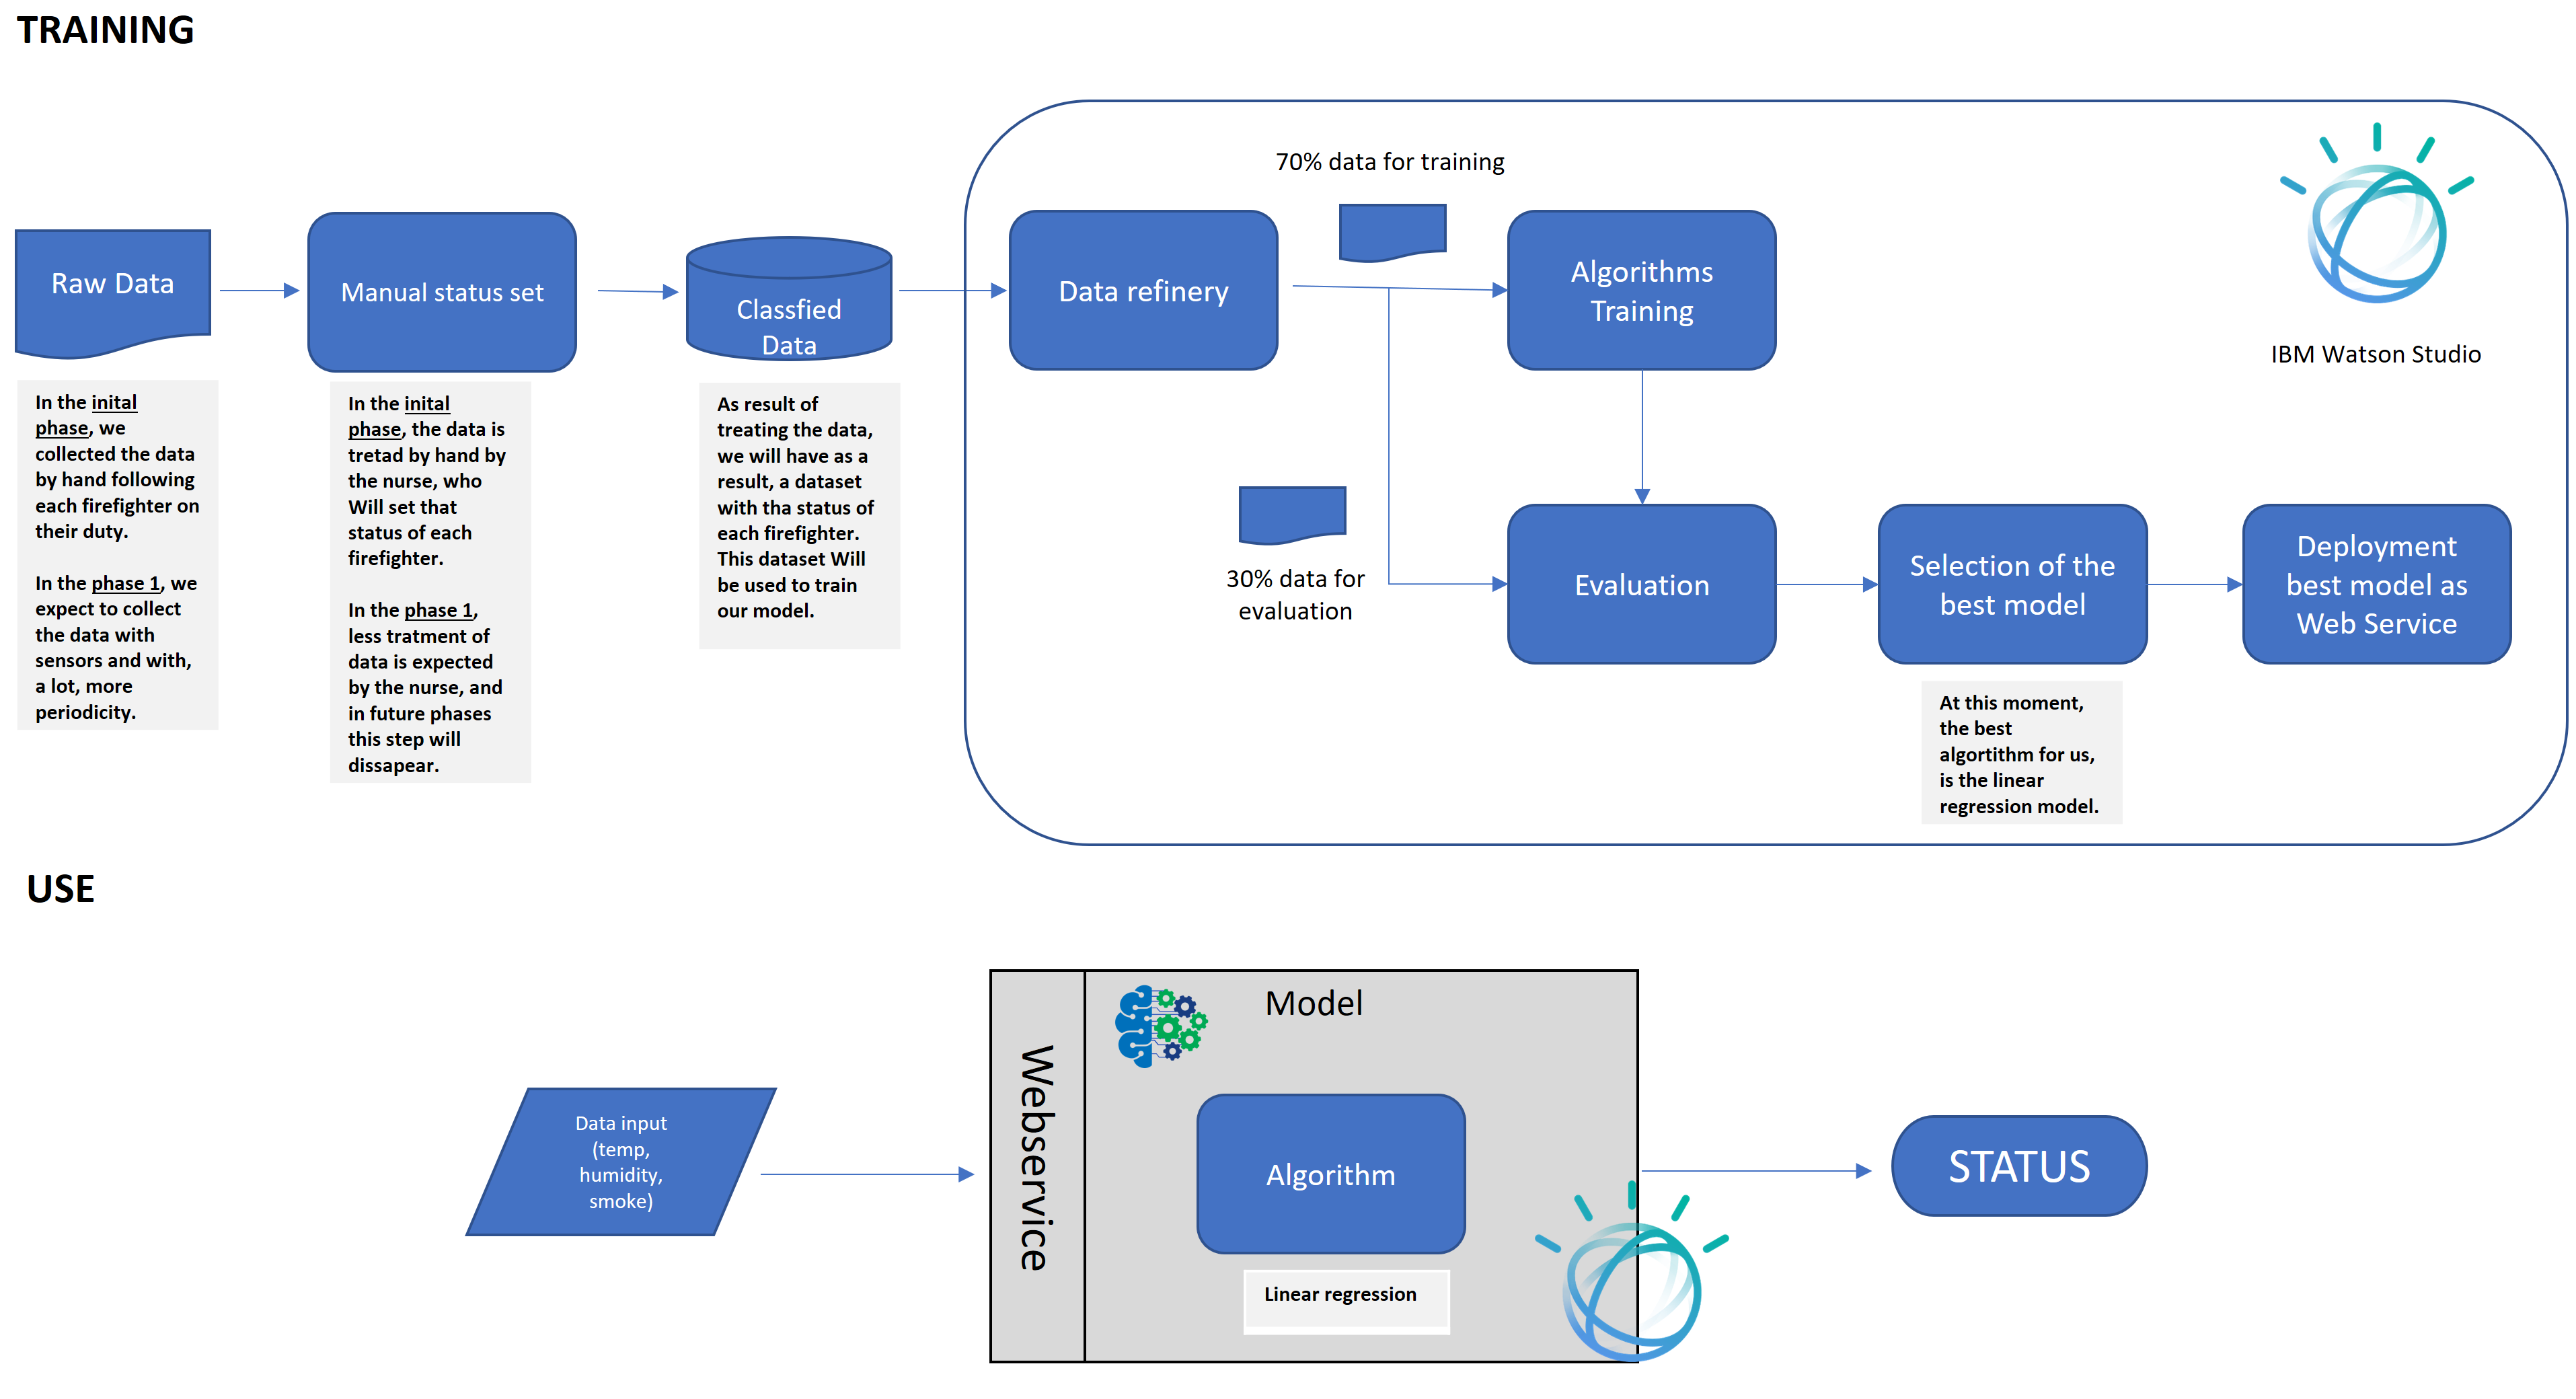 TRAINING
70% data for training
Raw Data
Manual status set
Classfied
Data
Data refinery
Algorithms
Training
IBM Watson Studio
In the inital
phase, we
collected the data
by hand following
each firefighter on
their duty.
In the phase 1, we
expect to collect
the data with
sensors and with,
a lot, more
periodicity.
In the inital
phase, the data is
tretad by hand by
the nurse, who
Will set that
status of each
firefighter.
In the phase 1,
less tratment of
data is expected
by the nurse, and
in future phases
this step will
dissapear.
As result of
treating the data,
we will have as a
result, a dataset
with tha status of
each firefighter.
This dataset Will
be used to train
our model.
30% data for
evaluation
Evaluation
Selection of the
best model
Deployment
best model as
Web Service
At this moment,
the best
algortithm for us,
is the linear
regression model.
USE
Data input
(temp,
humidity,
smoke)
Webservice
Model
Algorithm
Linear regression
STATUS